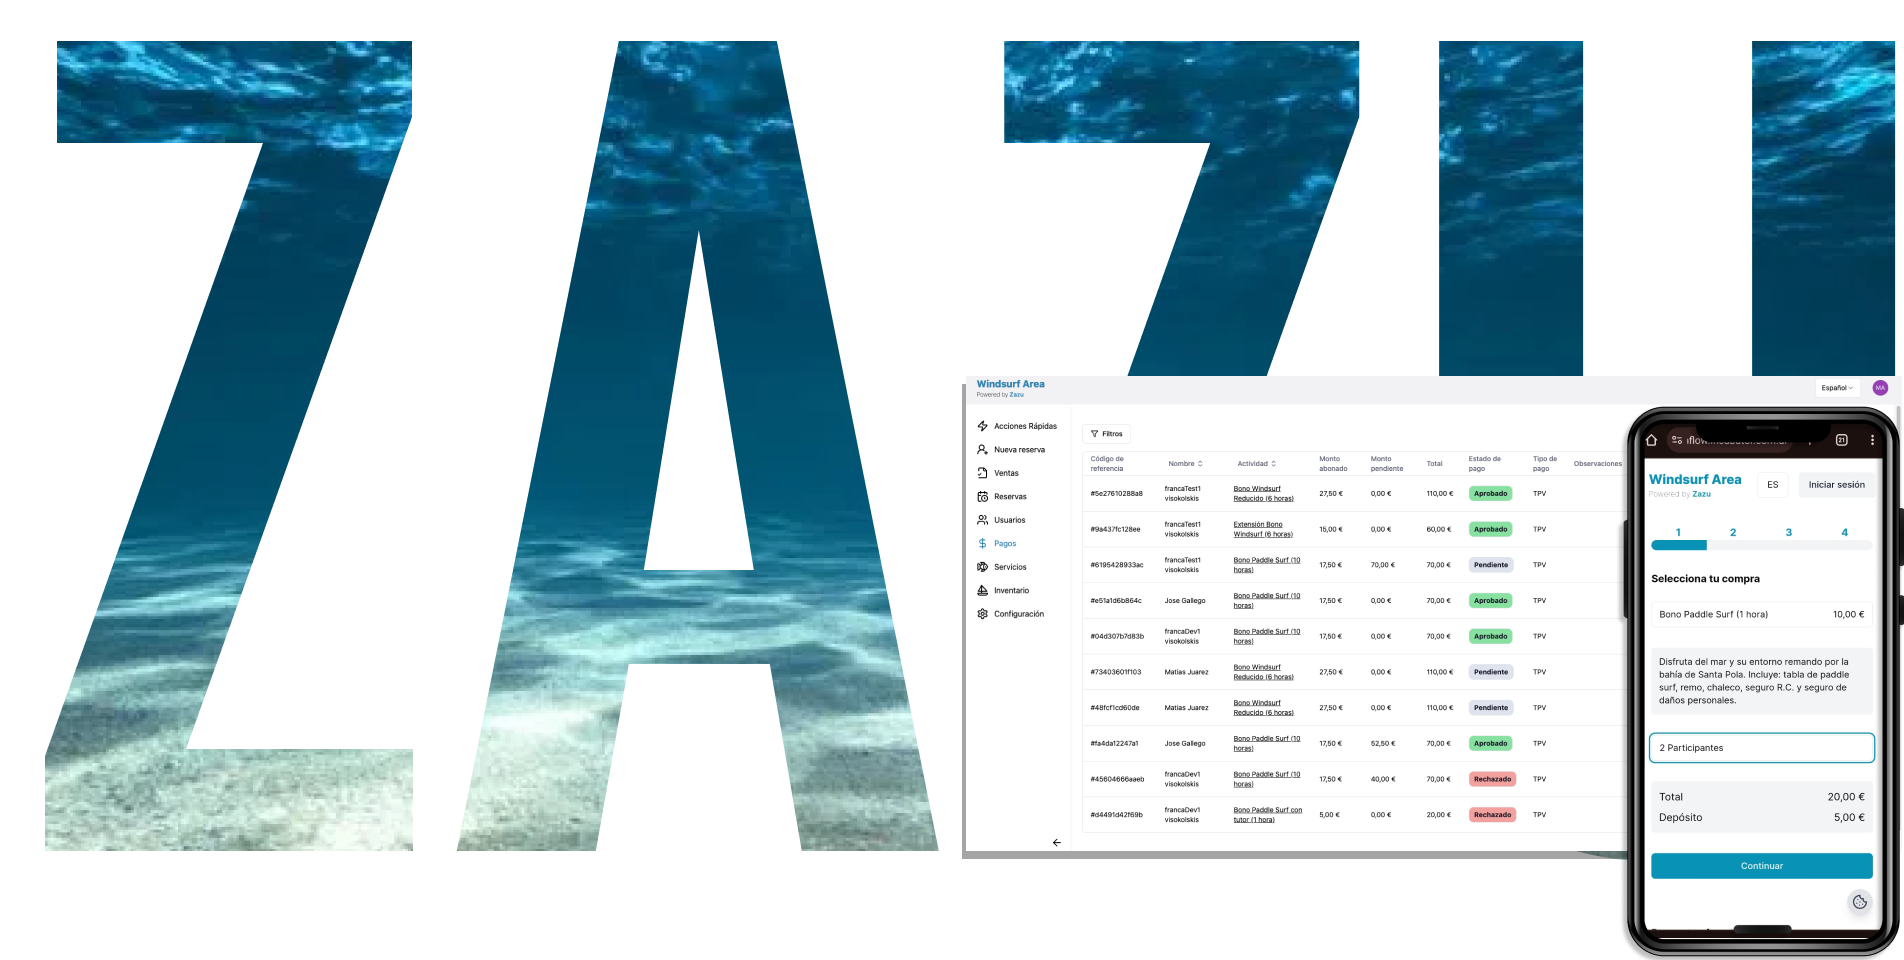 ZAZU
Windsurf Area
Powered by Zazu
Español
MA
Acciones Rápidas
Nueva reserva
Ventas
Reservas
Usuarios
Pagos
Servicios
Inventario
Configuración
Filtros
Código de referencia Nombre Actividad Monto abonado Monto pendiente Total Estado de pago Tipo de pago Observaciones
#5e27610288a8 francaTest1 visokolskis Bono Windsurf Reducido (6 horas) 27,50 € 0,00 € 110,00 € Aprobado TPV
#9a437fc128ee francaTest1 visokolskis Extensión Bono Windsurf (6 horas) 15,00 € 0,00 € 60,00 € Aprobado TPV
#6195428933ac francaTest1 visokolskis Bono Paddle Surf (10 horas) 17,50 € 70,00 € 70,00 € Pendiente TPV
#e51a1d6b864c Jose Gallego Bono Paddle Surf (10 horas) 17,50 € 0,00 € 70,00 € Aprobado TPV
#04d307b7d83b francaDev1 visokolskis Bono Paddle Surf (10 horas) 17,50 € 0,00 € 70,00 € Aprobado TPV
#73403601f103 Matias Juarez Bono Windsurf Reducido (6 horas) 27,50 € 0,00 € 110,00 € Pendiente TPV
#48fcf1cd60de Matias Juarez Bono Windsurf Reducido (6 horas) 27,50 € 0,00 € 110,00 € Pendiente TPV
#fa4da12247a1 Jose Gallego Bono Paddle Surf (10 horas) 17,50 € 52,50 € 70,00 € Aprobado TPV
#45604666aaeb francaDev1 visokolskis Bono Paddle Surf (10 horas) 17,50 € 40,00 € 70,00 € Rechazado TPV
#d4491d42f69b francaDev1 visokolskis Bono Paddle Surf con tutor (1 hora) 5,00 € 0,00 € 20,00 € Rechazado TPV
21
Windsurf Area
Powered by Zazu
ES
Iniciar sesión
1 2 3 4
Selecciona tu compra
Bono Paddle Surf (1 hora) 10,00 €
Disfruta del mar y su entorno remando por la
bahía de Santa Pola. Incluye: tabla de paddle
surf, remo, chaleco, seguro R.C. y seguro de
daños personales.
2 Participantes
Total 20,00 €
Depósito 5,00 €
Continuar